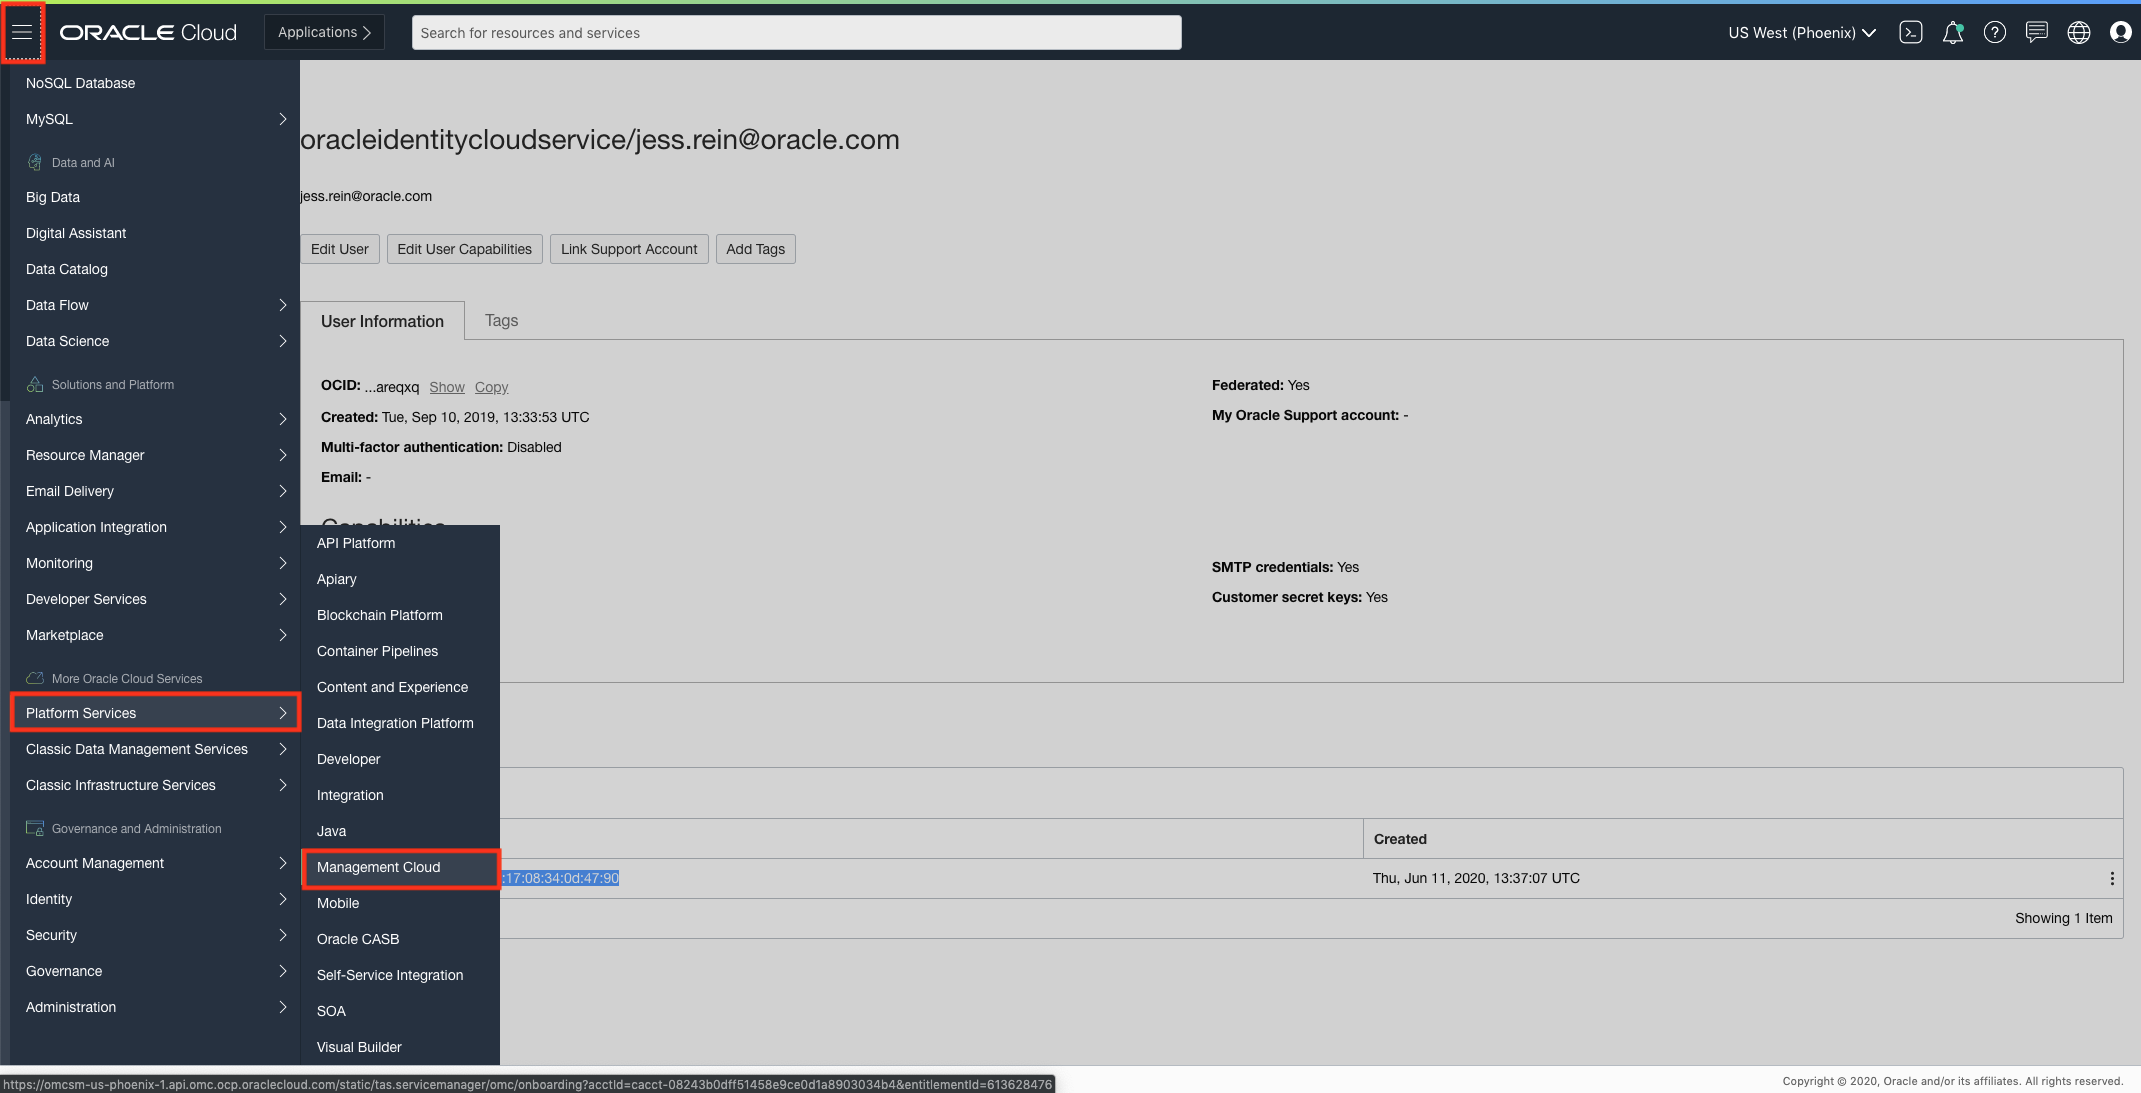 ORACLE Cloud
Applications
Search for resources and services
US West (Phoenix)
NoSQL Database
MySQL
Data and AI
Big Data
Digital Assistant
Data Catalog
Data Flow
Data Science
Solutions and Platform
Analytics
Resource Manager
Email Delivery
Application Integration
Monitoring
Developer Services
Marketplace
More Oracle Cloud Services
Platform Services
Classic Data Management Services
Classic Infrastructure Services
Governance and Administration
Account Management
Identity
Security
Governance
Administration
API Platform
Apiary
Blockchain Platform
Container Pipelines
Content and Experience
Data Integration Platform
Developer
Integration
Java
Management Cloud
Mobile
Oracle CASB
Self-Service Integration
SOA
Visual Builder
oracleidentitycloudservice/jess.rein@oracle.com
jess.rein@oracle.com
Edit User Edit User Capabilities Link Support Account Add Tags
User Information Tags
OCID: ...areqxq Show Copy
Created: Tue, Sep 10, 2019, 13:33:53 UTC
Multi-factor authentication: Disabled
Email: -
Federated: Yes
My Oracle Support account: -
Capabilities
SMTP credentials: Yes
Customer secret keys: Yes
Created
:17:08:34:0d:47:90 Thu, Jun 11, 2020, 13:37:07 UTC
Showing 1 Item
https://omcsm-us-phoenix-1.api.omc.ocp.oraclecloud.com/static/tas.servicemanager/omc/onboarding?acctId=cacct-08243b0dff51458e9ce0d1a8903034b4&entitlementId=613628476
Copyright © 2020, Oracle and/or its affiliates. All rights reserved.